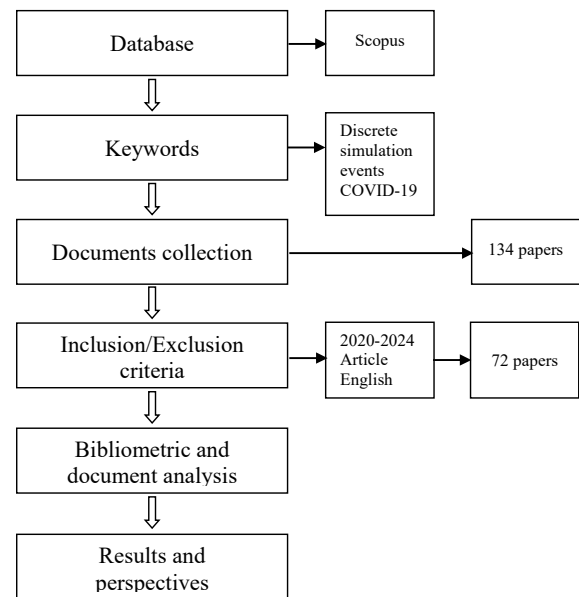 Database
Scopus
Keywords
Discrete
simulation
events
COVID-19
Documents collection
134 papers
Inclusion/Exclusion
criteria
2020-2024
Article
English
72 papers
Bibliometric and
document analysis
Results and
perspectives